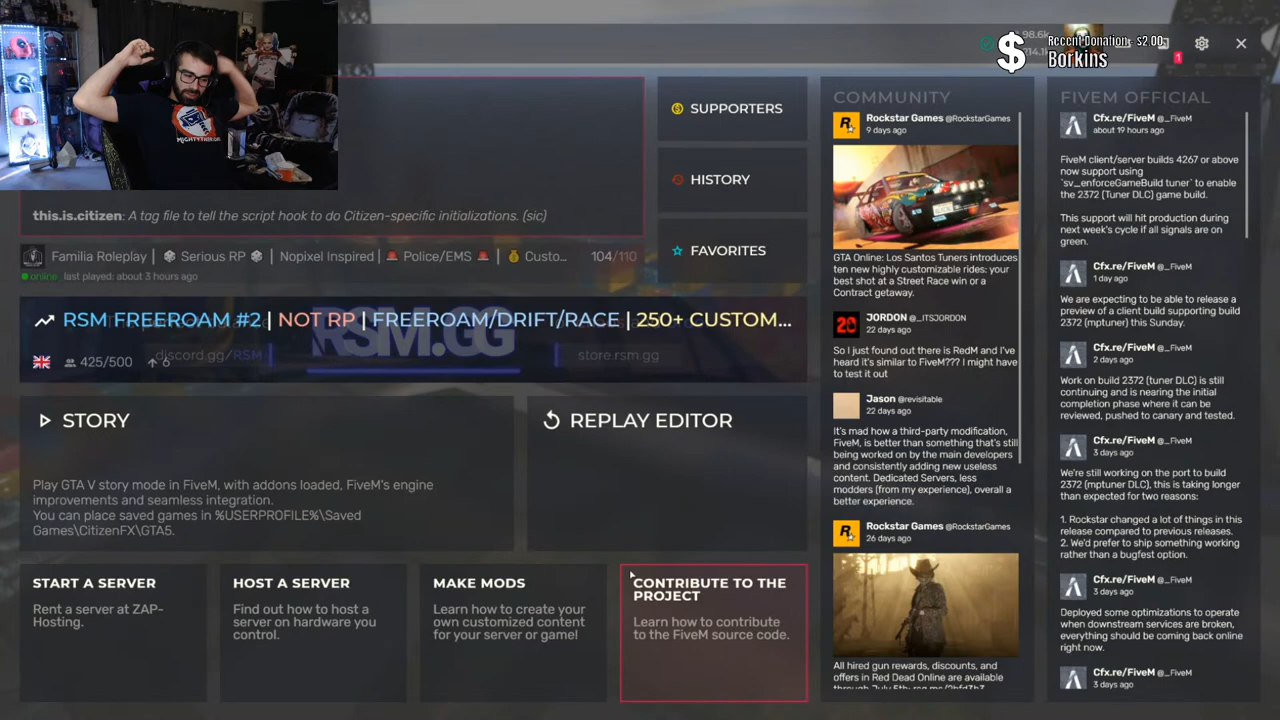 98.6k
714.1
$
Recent Donation: $2.00
Borkins
1
MIGHTYTHER.OR
this.is.citizen: A tag file to tell the script hook to do Citizen-specific initializations. (sic)
Familia Roleplay | Serious RP | Nopixel Inspired | Police/EMS | Custo... 104/110
online last played: about 3 hours ago
RSM FREEROAM #2 | NOT RP | FREEROAM/DRIFT/RACE | 250+ CUSTOM...
RSM.GG
discord.gg/RSM
store.rsm.gg
425/500 6
STORY
Play GTA V story mode in FiveM, with addons loaded, FiveM's engine
improvements and seamless integration.
You can place saved games in %USERPROFILE%\Saved
Games\CitizenFX\GTA5.
REPLAY EDITOR
START A SERVER
Rent a server at ZAP-
Hosting.
HOST A SERVER
Find out how to host a
server on hardware you
control.
MAKE MODS
Learn how to create your
own customized content
for your server or game!
CONTRIBUTE TO THE
PROJECT
Learn how to contribute
to the FiveM source code.
SUPPORTERS
HISTORY
FAVORITES
COMMUNITY
Rockstar Games @RockstarGames
9 days ago
GTA Online: Los Santos Tuners introduces
ten new highly customizable rides: your
best shot at a Street Race win or a
Contract getaway.
JORDON @_ITSJORDON
22 days ago
So I just found out there is RedM and I've
heard it's similar to FiveM??? I might have
to test it out
Jason @revisitable
22 days ago
It's mad how a third-party modification,
FiveM, is better than something that's still
being worked on by the main developers
and consistently adding new useless
content. Dedicated Servers, less
modders (from my experience), overall a
better experience.
Rockstar Games @RockstarGames
26 days ago
All hired gun rewards, discounts, and
offers in Red Dead Online are available
through July 5th: rsg.ms/2bfd3b3
FIVEM OFFICIAL
Cfx.re/FiveM @_FiveM
about 19 hours ago
FiveM client/server builds 4267 or above
now support using
`sv_enforceGameBuild tuner` to enable
the 2372 (Tuner DLC) game build.
This support will hit production during
next week's cycle if all signals are on
green.
Cfx.re/FiveM @_FiveM
1 day ago
We are expecting to be able to release a
preview of a client build supporting build
2372 (mptuner) this Sunday.
Cfx.re/FiveM @_FiveM
2 days ago
Work on build 2372 (tuner DLC) is still
continuing and is nearing the initial
completion phase where it can be
reviewed, pushed to canary and tested.
Cfx.re/FiveM @_FiveM
3 days ago
We're still working on the port to build
2372 (mptuner DLC), this is taking longer
than expected for two reasons:
1. Rockstar changed a lot of things in this
release compared to previous releases.
2. We'd prefer to ship something working
rather than a bugfest option.
Cfx.re/FiveM @_FiveM
3 days ago
Deployed some optimizations to operate
when downstream services are broken,
everything should be coming back online
right now.
Cfx.re/FiveM @_FiveM
3 days ago